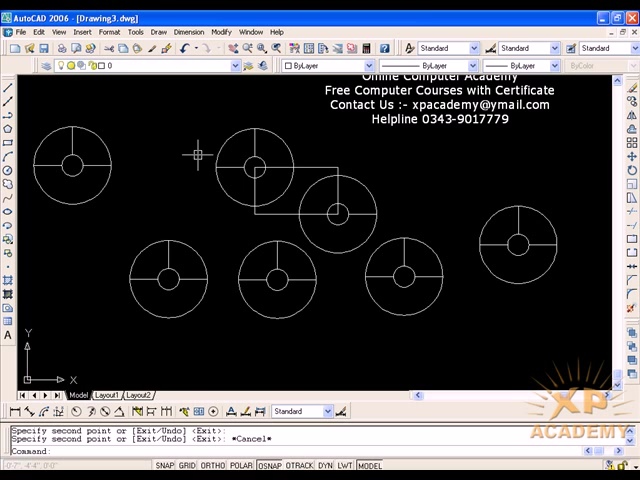 AutoCAD 2006 - [Drawing3.dwg]
File Edit View Insert Format Tools Draw Dimension Modify Window
Standard Standard Standard
0 ByLayer ByLayer ByLayer ByColor
Online Computer Academy
Free Computer Courses with Certificate
Contact Us :- xpacademy@ymail.com
Helpline 0343-9017779
Y
X
Model Layout1 Layout2
Standard
XP
ACADEMY
Specify second point or [Exit/Undo] <Exit>:
Specify second point or [Exit/Undo] <Exit>: *Cancel*
Command:
SNAP GRID ORTHO POLAR OSNAP OTRACK DYN LWT MODEL